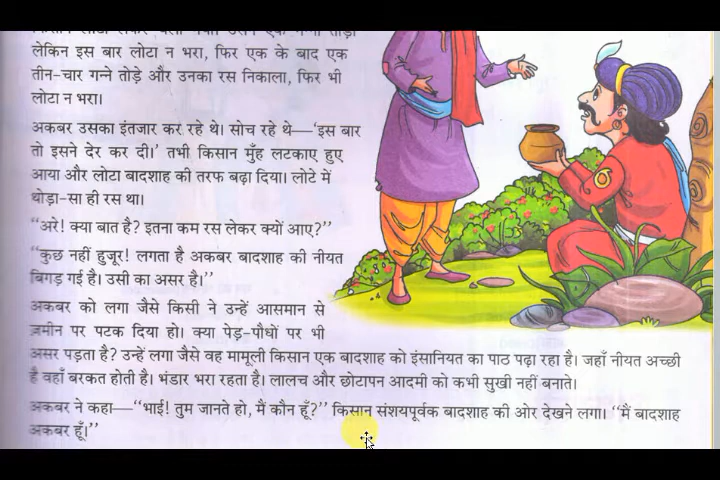 लेकिन इस बार लोटा न भरा, फिर एक के बाद एक
तीन-चार गन्ने तोड़े और उनका रस निकाला, फिर भी
लोटा न भरा।
अकबर उसका इंतजार कर रहे थे। सोच रहे थे—‘इस बार
तो इसने देर कर दी।’ तभी किसान मुँह लटकाए हुए
आया और लोटा बादशाह की तरफ बढ़ा दिया। लोटे में
थोड़ा-सा ही रस था।
“अरे! क्या बात है? इतना कम रस लेकर क्यों आए?”
“कुछ नहीं हुजूर! लगता है अकबर बादशाह की नीयत
बिगड़ गई है। उसी का असर है।”
अकबर को लगा जैसे किसी ने उन्हें आसमान से
ज़मीन पर पटक दिया हो। क्या पेड़-पौधों पर भी
असर पड़ता है? उन्हें लगा जैसे वह मामूली किसान एक बादशाह को इंसानियत का पाठ पढ़ा रहा है। जहाँ नीयत अच्छी
है वहाँ बरकत होती है। भंडार भरा रहता है। लालच और छोटापन आदमी को कभी सुखी नहीं बनाते।
अकबर ने कहा—“भाई! तुम जानते हो, मैं कौन हूँ?” किसान संशयपूर्वक बादशाह की ओर देखने लगा। “मैं बादशाह
अकबर हूँ।”